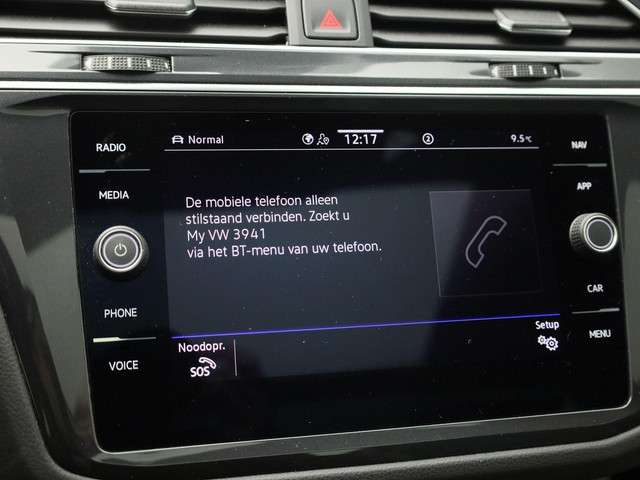 RADIO
MEDIA
PHONE
VOICE
Normal
12:17
2
9.5°C
De mobiele telefoon alleen
stilstaand verbinden. Zoekt u
My VW 3941
via het BT-menu van uw telefoon.
Noodopr.
SOS
Setup
NAV
APP
CAR
MENU